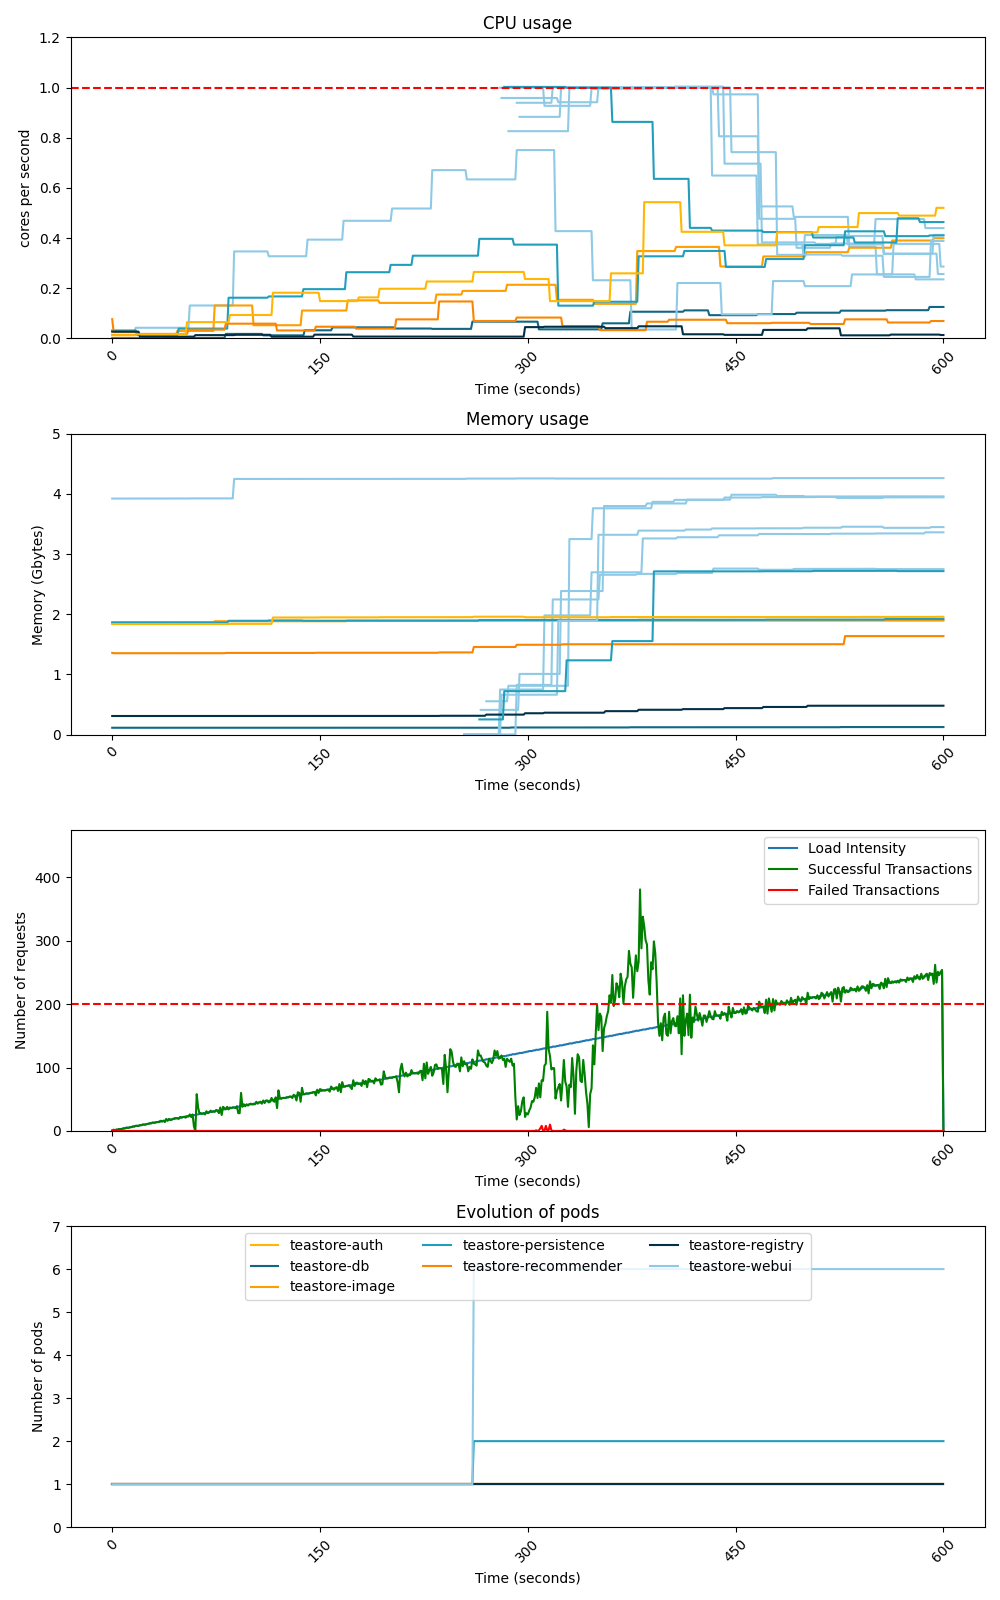 CPU usage
1.2
1.0
0.8
0.6
0.4
0.2
0.0
cores per second
0
150
300
450
600
Time (seconds)
Memory usage
5
4
3
2
1
0
Memory (Gbytes)
0
150
300
450
600
Time (seconds)
Load Intensity
Successful Transactions
Failed Transactions
400
300
200
100
0
Number of requests
0
150
300
450
600
Time (seconds)
Evolution of pods
teastore-auth
teastore-db
teastore-image
teastore-persistence
teastore-recommender
teastore-registry
teastore-webui
7
6
5
4
3
2
1
0
Number of pods
0
150
300
450
600
Time (seconds)